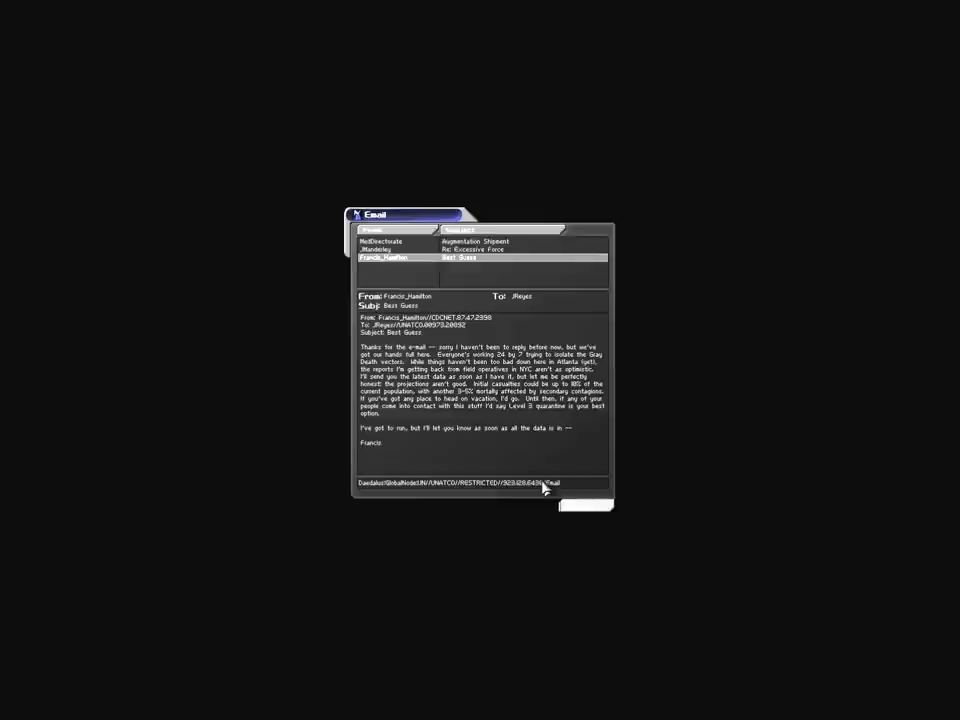 Email
MedDirectorate Augmentation Shipment
JManderley Re: Excessive Force
Francis_Hamilton Best Guess
From: Francis_Hamilton To: JReyes
Subj: Best Guess
From: Francis_Hamilton//CDCNET.87.47.2998
To: JReyes//UNATCO.00973.20892
Subject: Best Guess
Thanks for the e-mail -- sorry I haven't been to reply before now, but we've
got our hands full here. Everyone's working 24 by 7 trying to isolate the Gray
Death vectors. While things haven't been too bad down here in Atlanta (yet),
the reports I'm getting back from field operatives in NYC aren't as optimistic.
I'll send you the latest data as soon as I have it, but let me be perfectly
honest: the projections aren't good. Initial casualties could be up to of the
current population, with another 3-5% mortally affected by secondary contagions.
If you've got any place to head on vacation, I'd go. Until then, if any of your
people come into contact with this stuff I'd say Level 3 quarantine is your best
option.
I've got to run, but I'll let you know as soon as all the data is in --
Francis
Daedalus:GlobalNode:UN//UNATCO//RESTRICTED//923.128.6430/Email